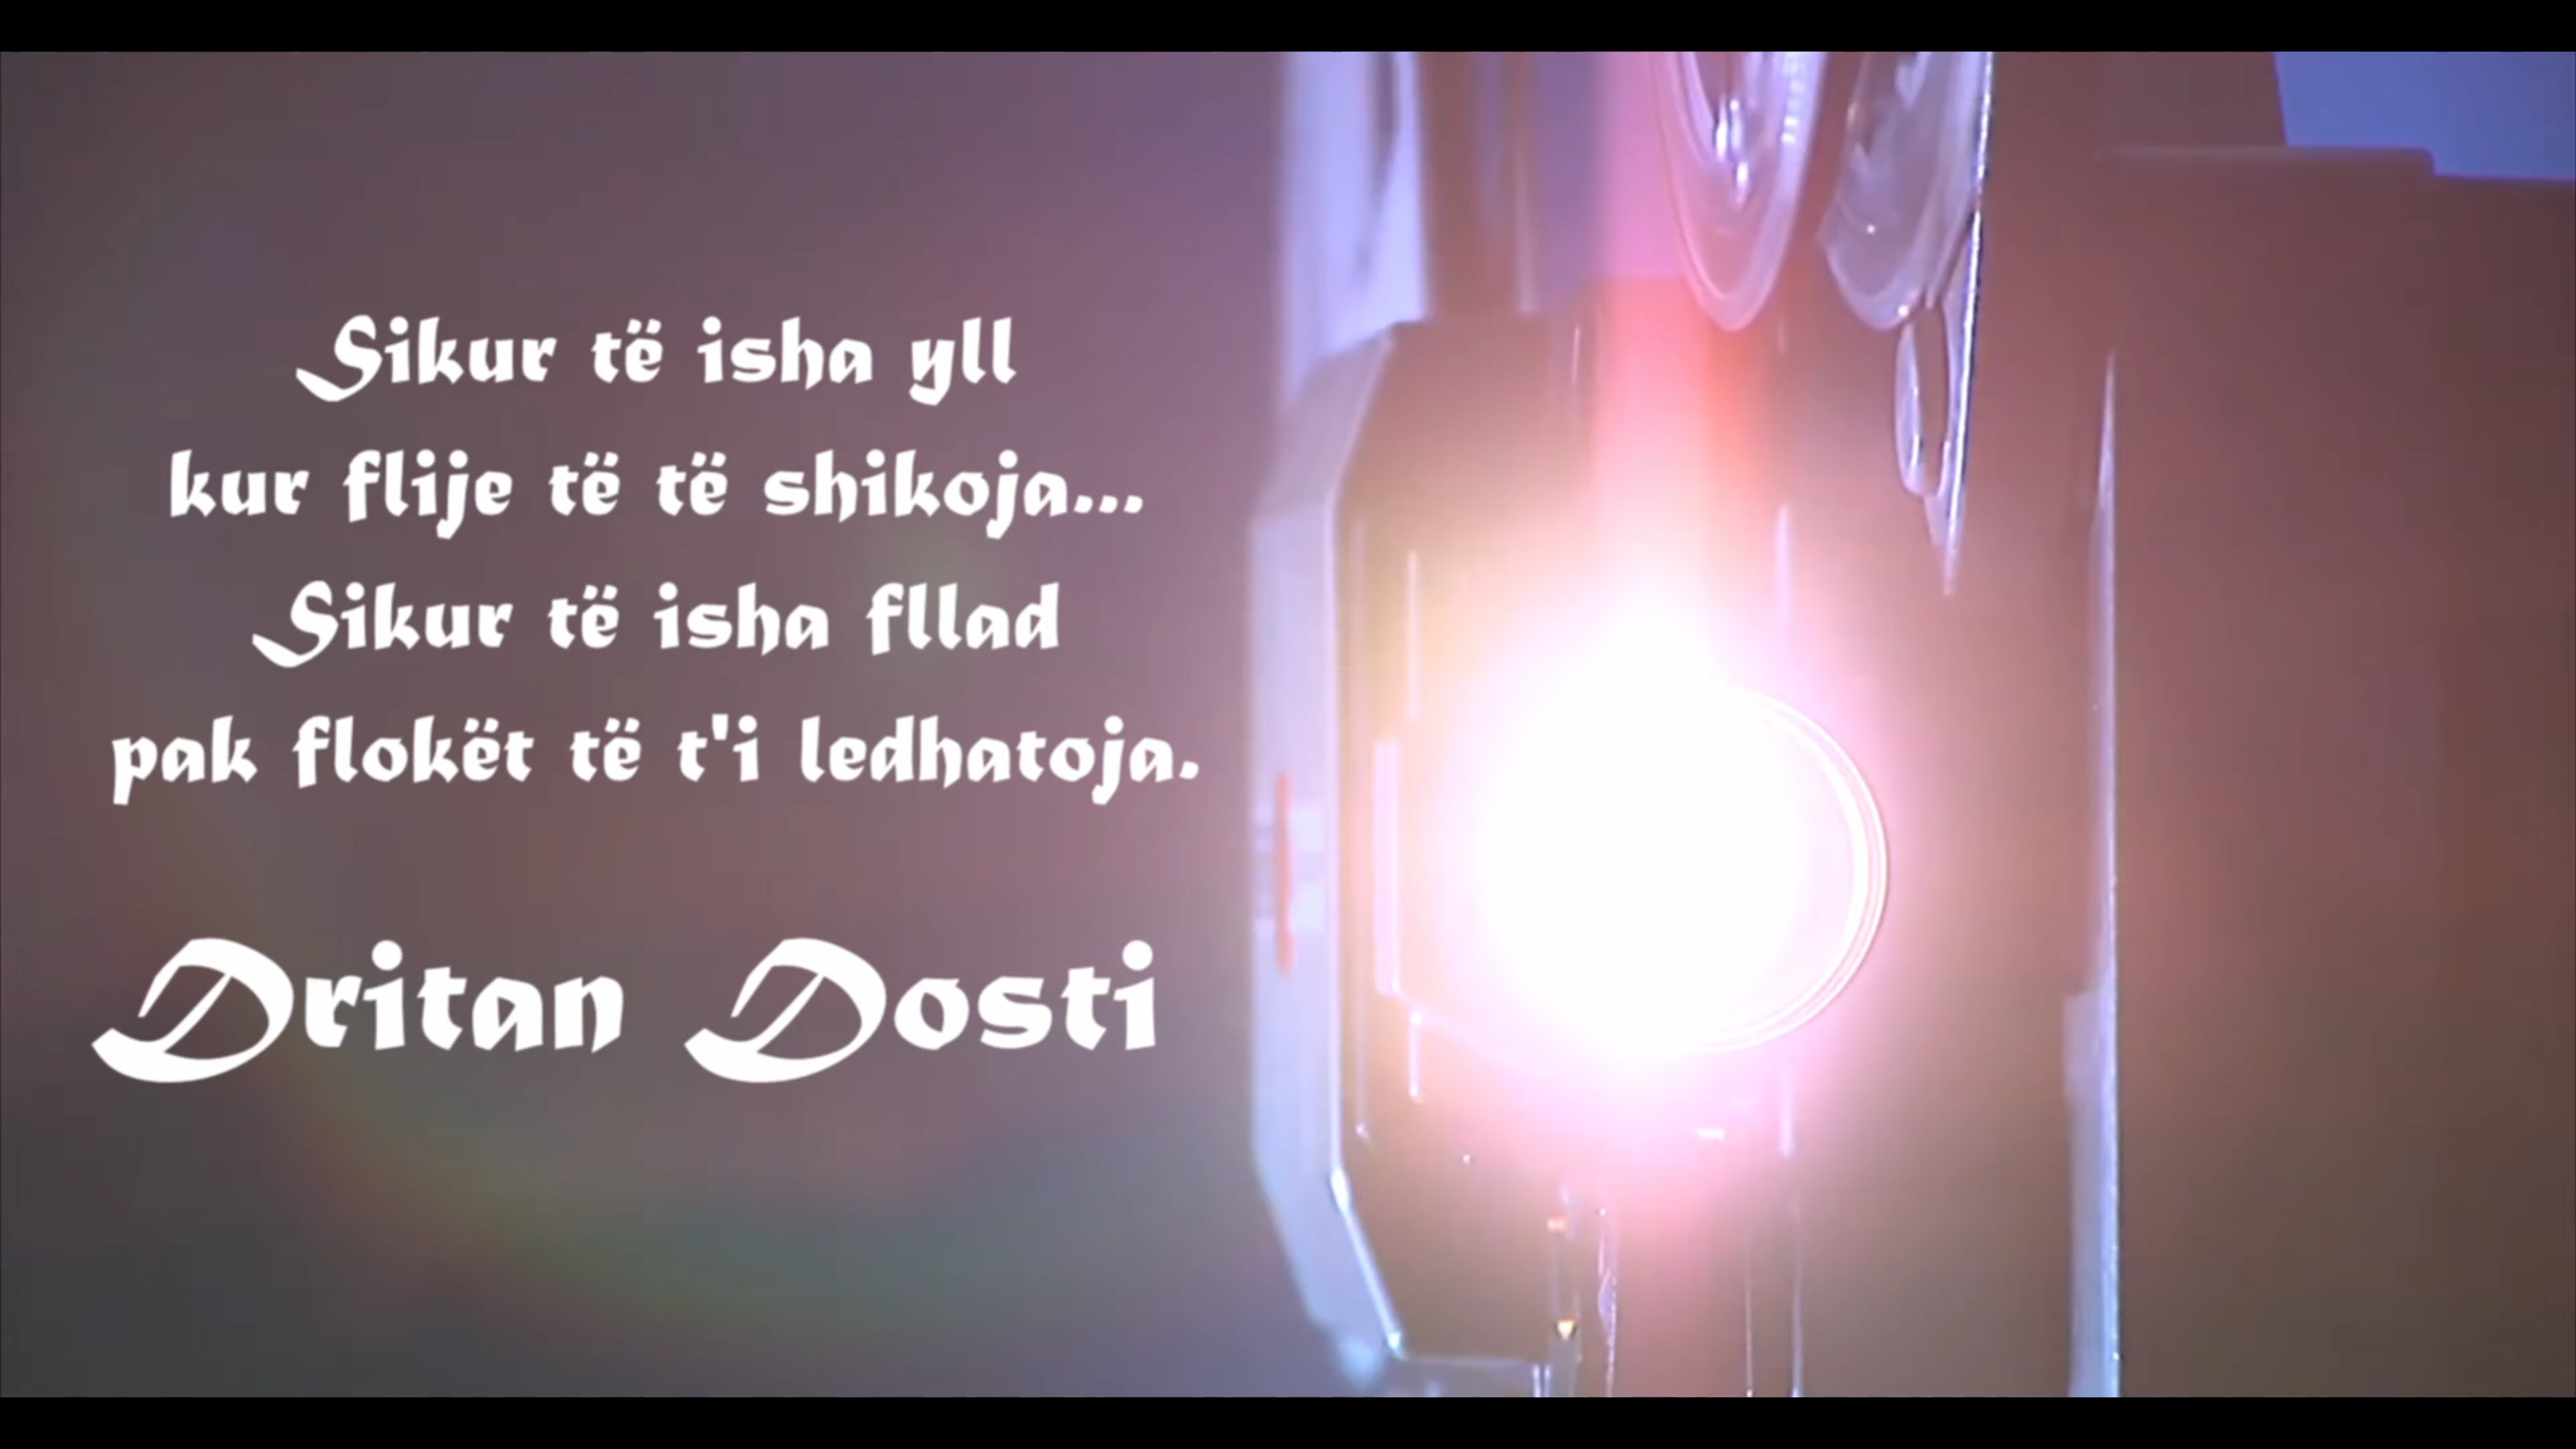 Sikur të isha yll
kur flije të të shikoja...
Sikur të isha fllad
pak flokët të t'i ledhatoja.
Dritan Dosti